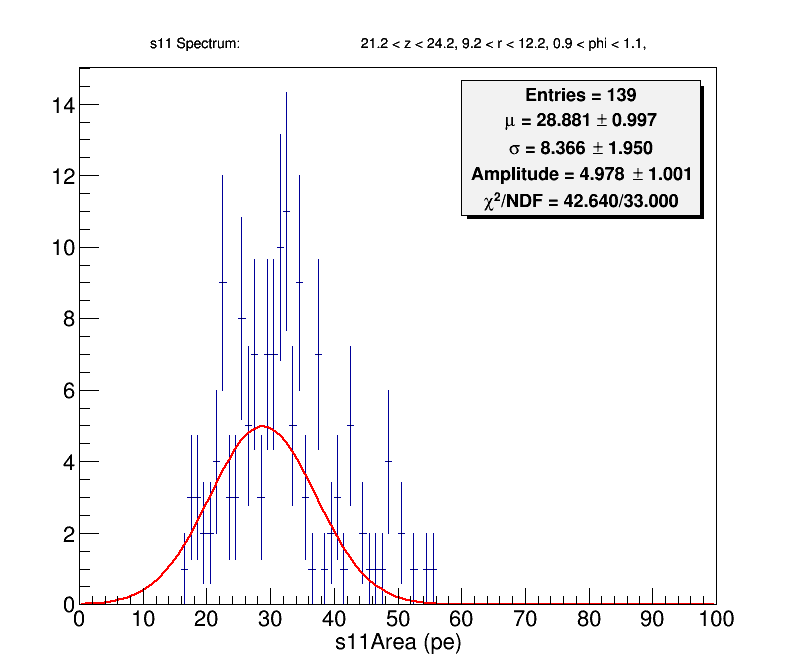 s11 Spectrum: 21.2 < z < 24.2, 9.2 < r < 12.2, 0.9 < phi < 1.1,
Entries = 139
μ = 28.881 ± 0.997
σ = 8.366 ± 1.950
Amplitude = 4.978 ± 1.001
χ²/NDF = 42.640/33.000
14
12
10
8
6
4
2
0
0 10 20 30 40 50 60 70 80 90 100
s11Area (pe)